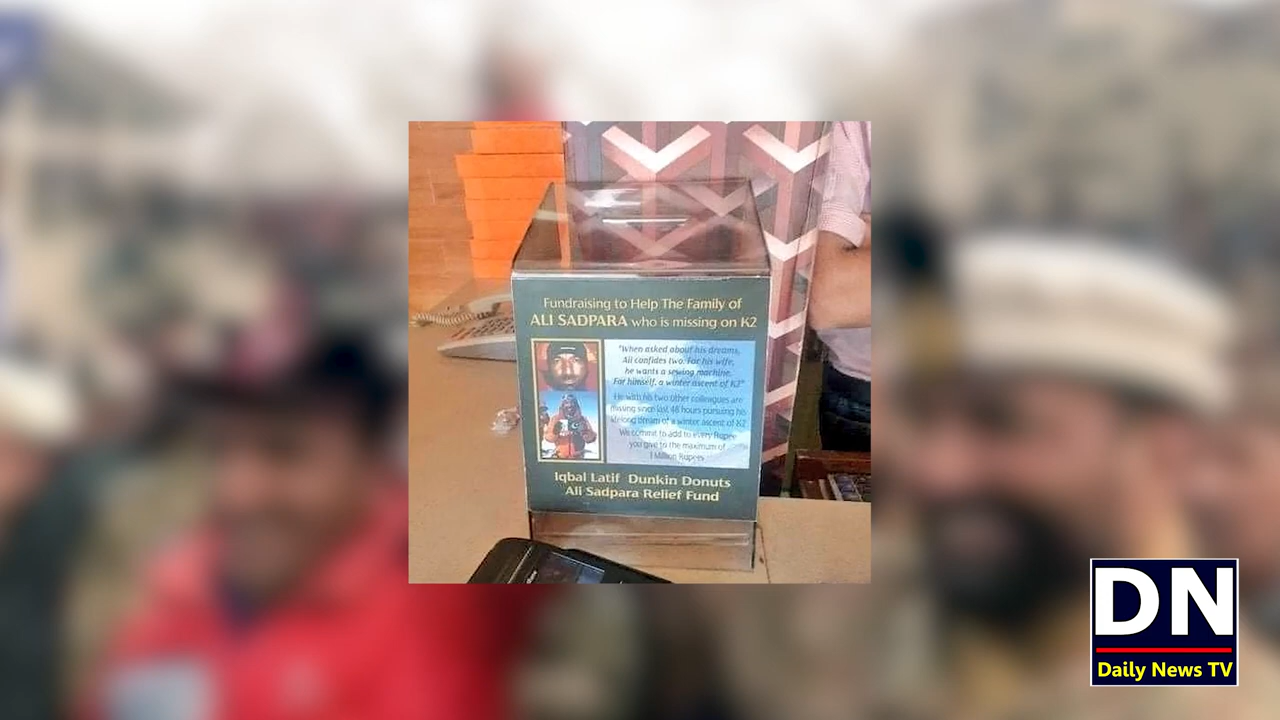 Fundraising to Help The Family of
ALI SADPARA who is missing on K2
"When asked about his dreams,
Ali confides two. For his wife,
he wants a sewing machine.
For himself, a winter ascent of K2"
He with his two other colleagues are
missing since last 48 hours pursuing his
lifelong dream of a winter ascent of K2
We commit to add to every Rupee
you give to the maximum of
1 Million Rupees
Iqbal Latif Dunkin Donuts
Ali Sadpara Relief Fund
DN
Daily News TV